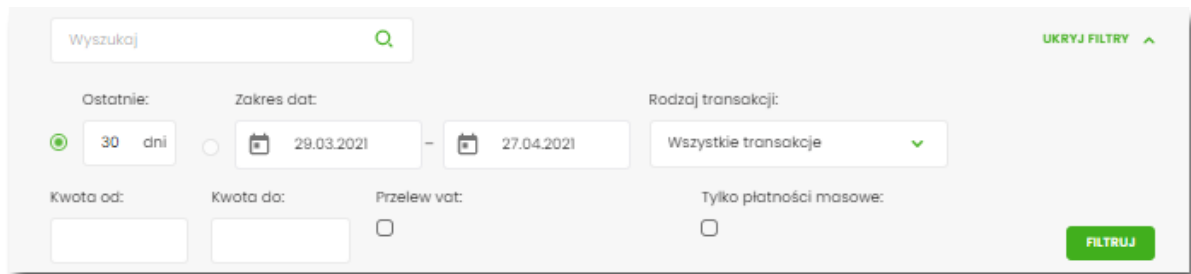 Wyszukaj
UKRYJ FILTRY
Ostatnie: Zakres dat: Rodzaj transakcji:
30 dni 29.03.2021 – 27.04.2021 Wszystkie transakcje
Kwota od: Kwota do: Przelew vat: Tylko płatności masowe:
FILTRUJ